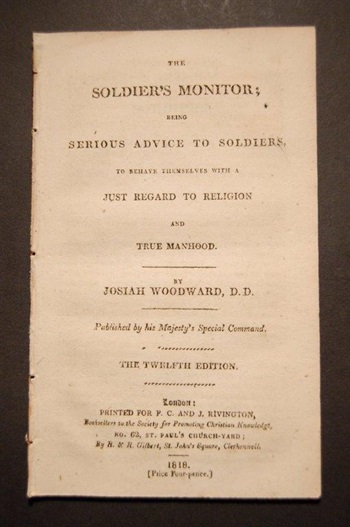 THE
SOLDIER'S MONITOR;
BEING
SERIOUS ADVICE TO SOLDIERS,
TO BEHAVE THEMSELVES WITH A
JUST REGARD TO RELIGION
AND
TRUE MANHOOD.
BY
JOSIAH WOODWARD, D.D.
Published by his Majesty's Special Command.
THE TWELFTH EDITION.
London:
PRINTED FOR F. C. AND J. RIVINGTON,
Booksellers to the Society for Promoting Christian Knowledge,
NO. 62, ST. PAUL'S CHURCH-YARD;
By R. & R. Gilbert, St. John's Square, Clerkenwell.
1818.
[Price Four-pence.]